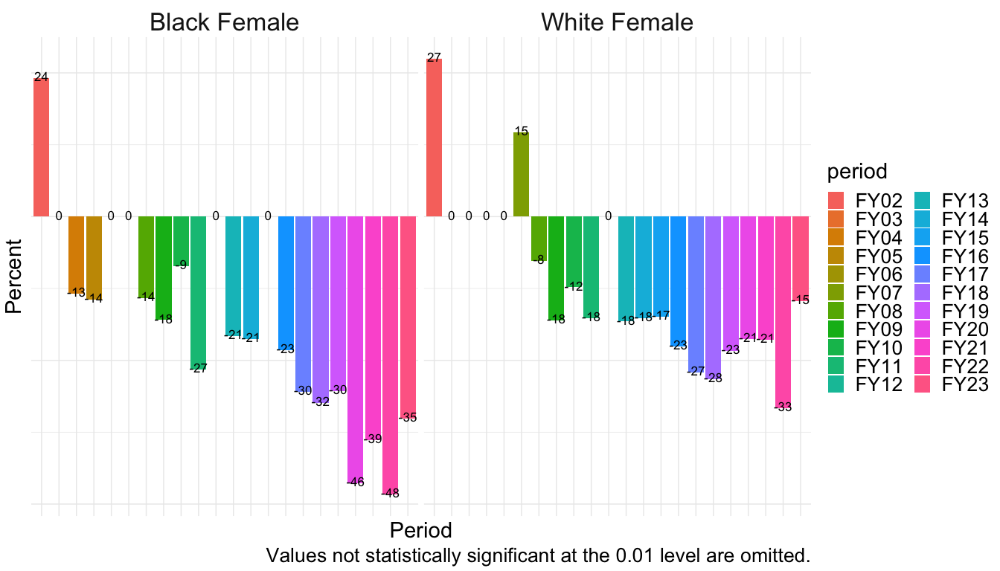 Black Female
White Female
24
0
-13
-14
0
0
-14
-18
-9
-27
0
-21
-21
0
-23
-30
-32
-30
-46
-39
-48
-35
27
0
0
0
0
15
-8
-18
-12
-18
0
-18
-18
-17
-23
-27
-28
-23
-21
-21
-33
-15
Percent
Period
Values not statistically significant at the 0.01 level are omitted.
period
FY02
FY03
FY04
FY05
FY06
FY07
FY08
FY09
FY10
FY11
FY12
FY13
FY14
FY15
FY16
FY17
FY18
FY19
FY20
FY21
FY22
FY23